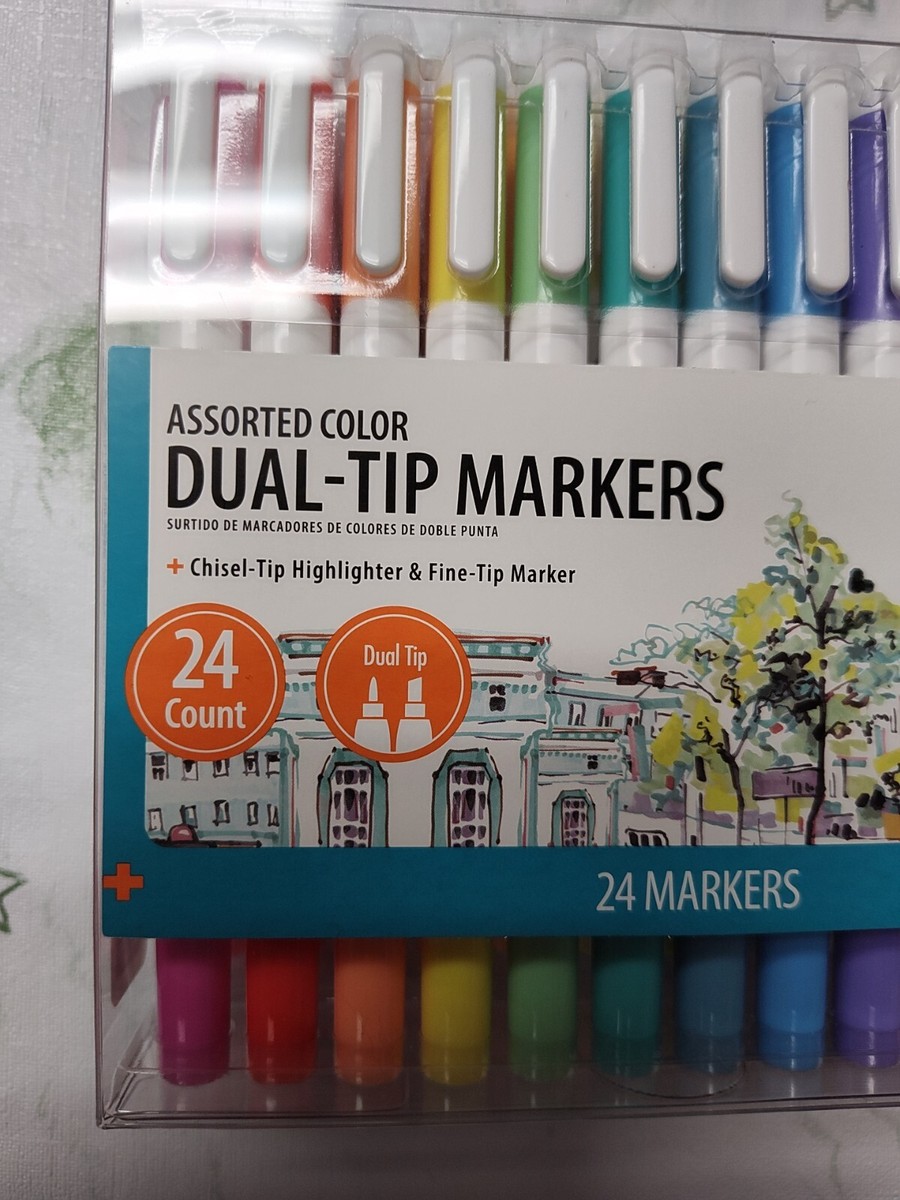 ASSORTED COLOR
DUAL-TIP MARKERS
SURTIDO DE MARCADORES DE COLORES DE DOBLE PUNTA
+ Chisel-Tip Highlighter & Fine-Tip Marker
24
Count
Dual Tip
24 MARKERS